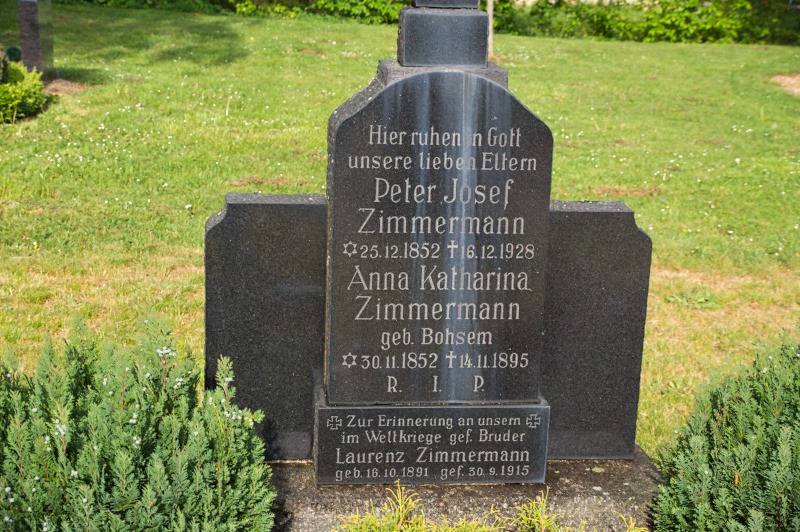 Hier ruhen in Gott
unsere lieben Eltern
Peter Josef
Zimmermann
✡25.12.1852 ✝16.12.1928
Anna Katharina
Zimmermann
geb. Bohsem
✡30.11.1852 ✝14.11.1895
R. I. P.
✠ Zur Erinnerung an unsern ✠
im Weltkriege gef. Bruder
Laurenz Zimmermann
geb. 16.10.1891 gef. 30.9.1915